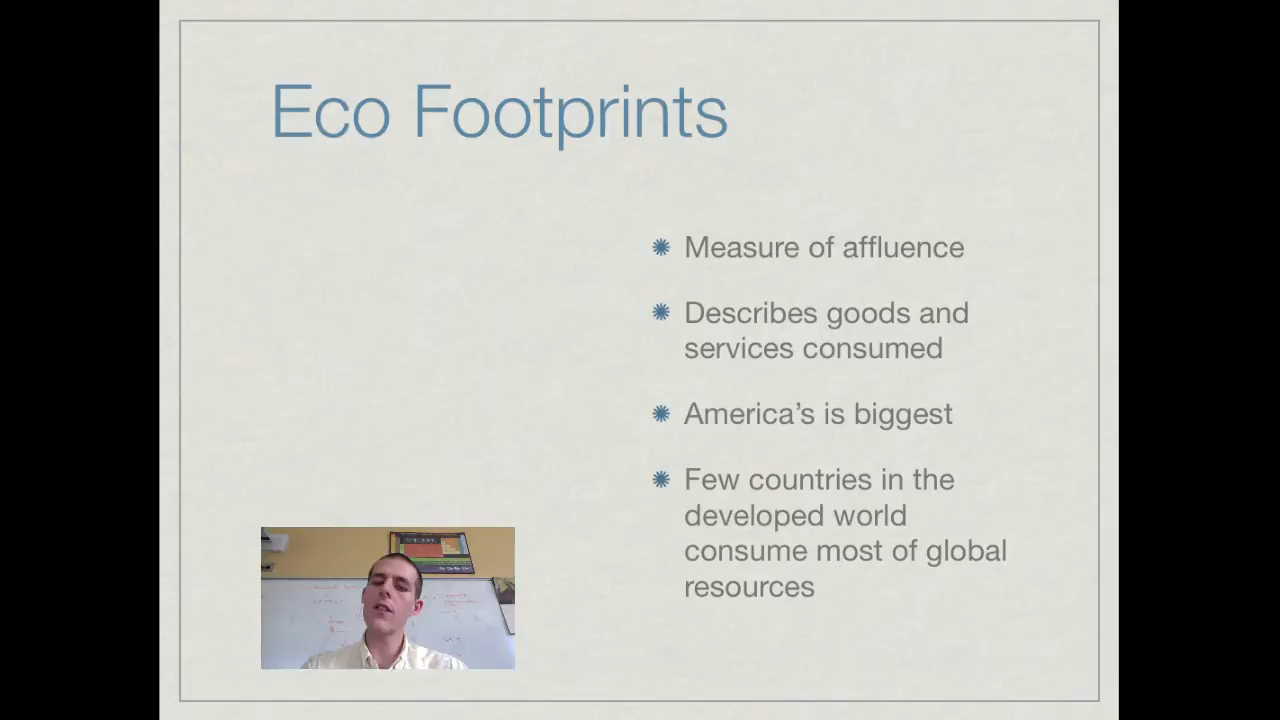 Eco Footprints
Measure of affluence
Describes goods and
services consumed
America's is biggest
Few countries in the
developed world
consume most of global
resources